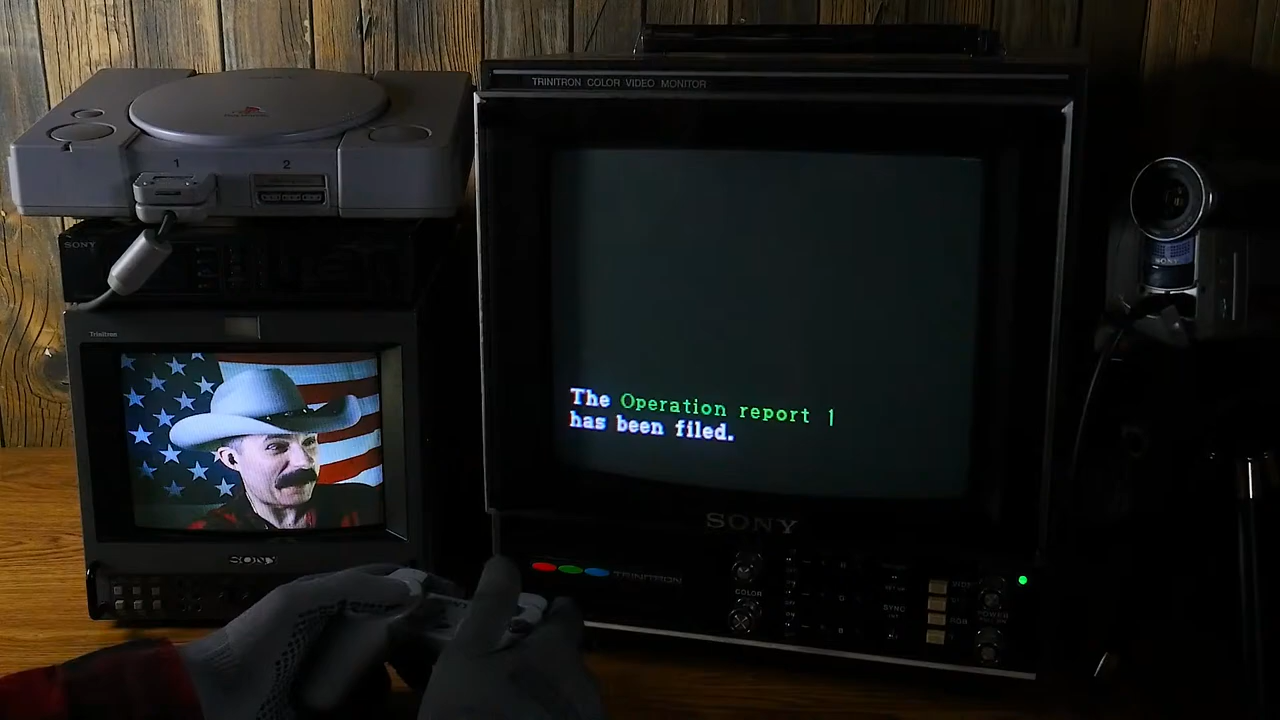 TRINITRON COLOR VIDEO MONITOR
1 2
SONY
Trinitron
The Operation report 1
has been filed.
SONY
SONY
TRINITRON
COLOR
SYNC
POWER
SONY